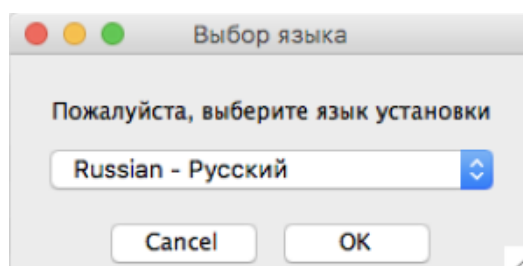 Выбор языка
Пожалуйста, выберите язык установки
Russian - Русский
Cancel OK